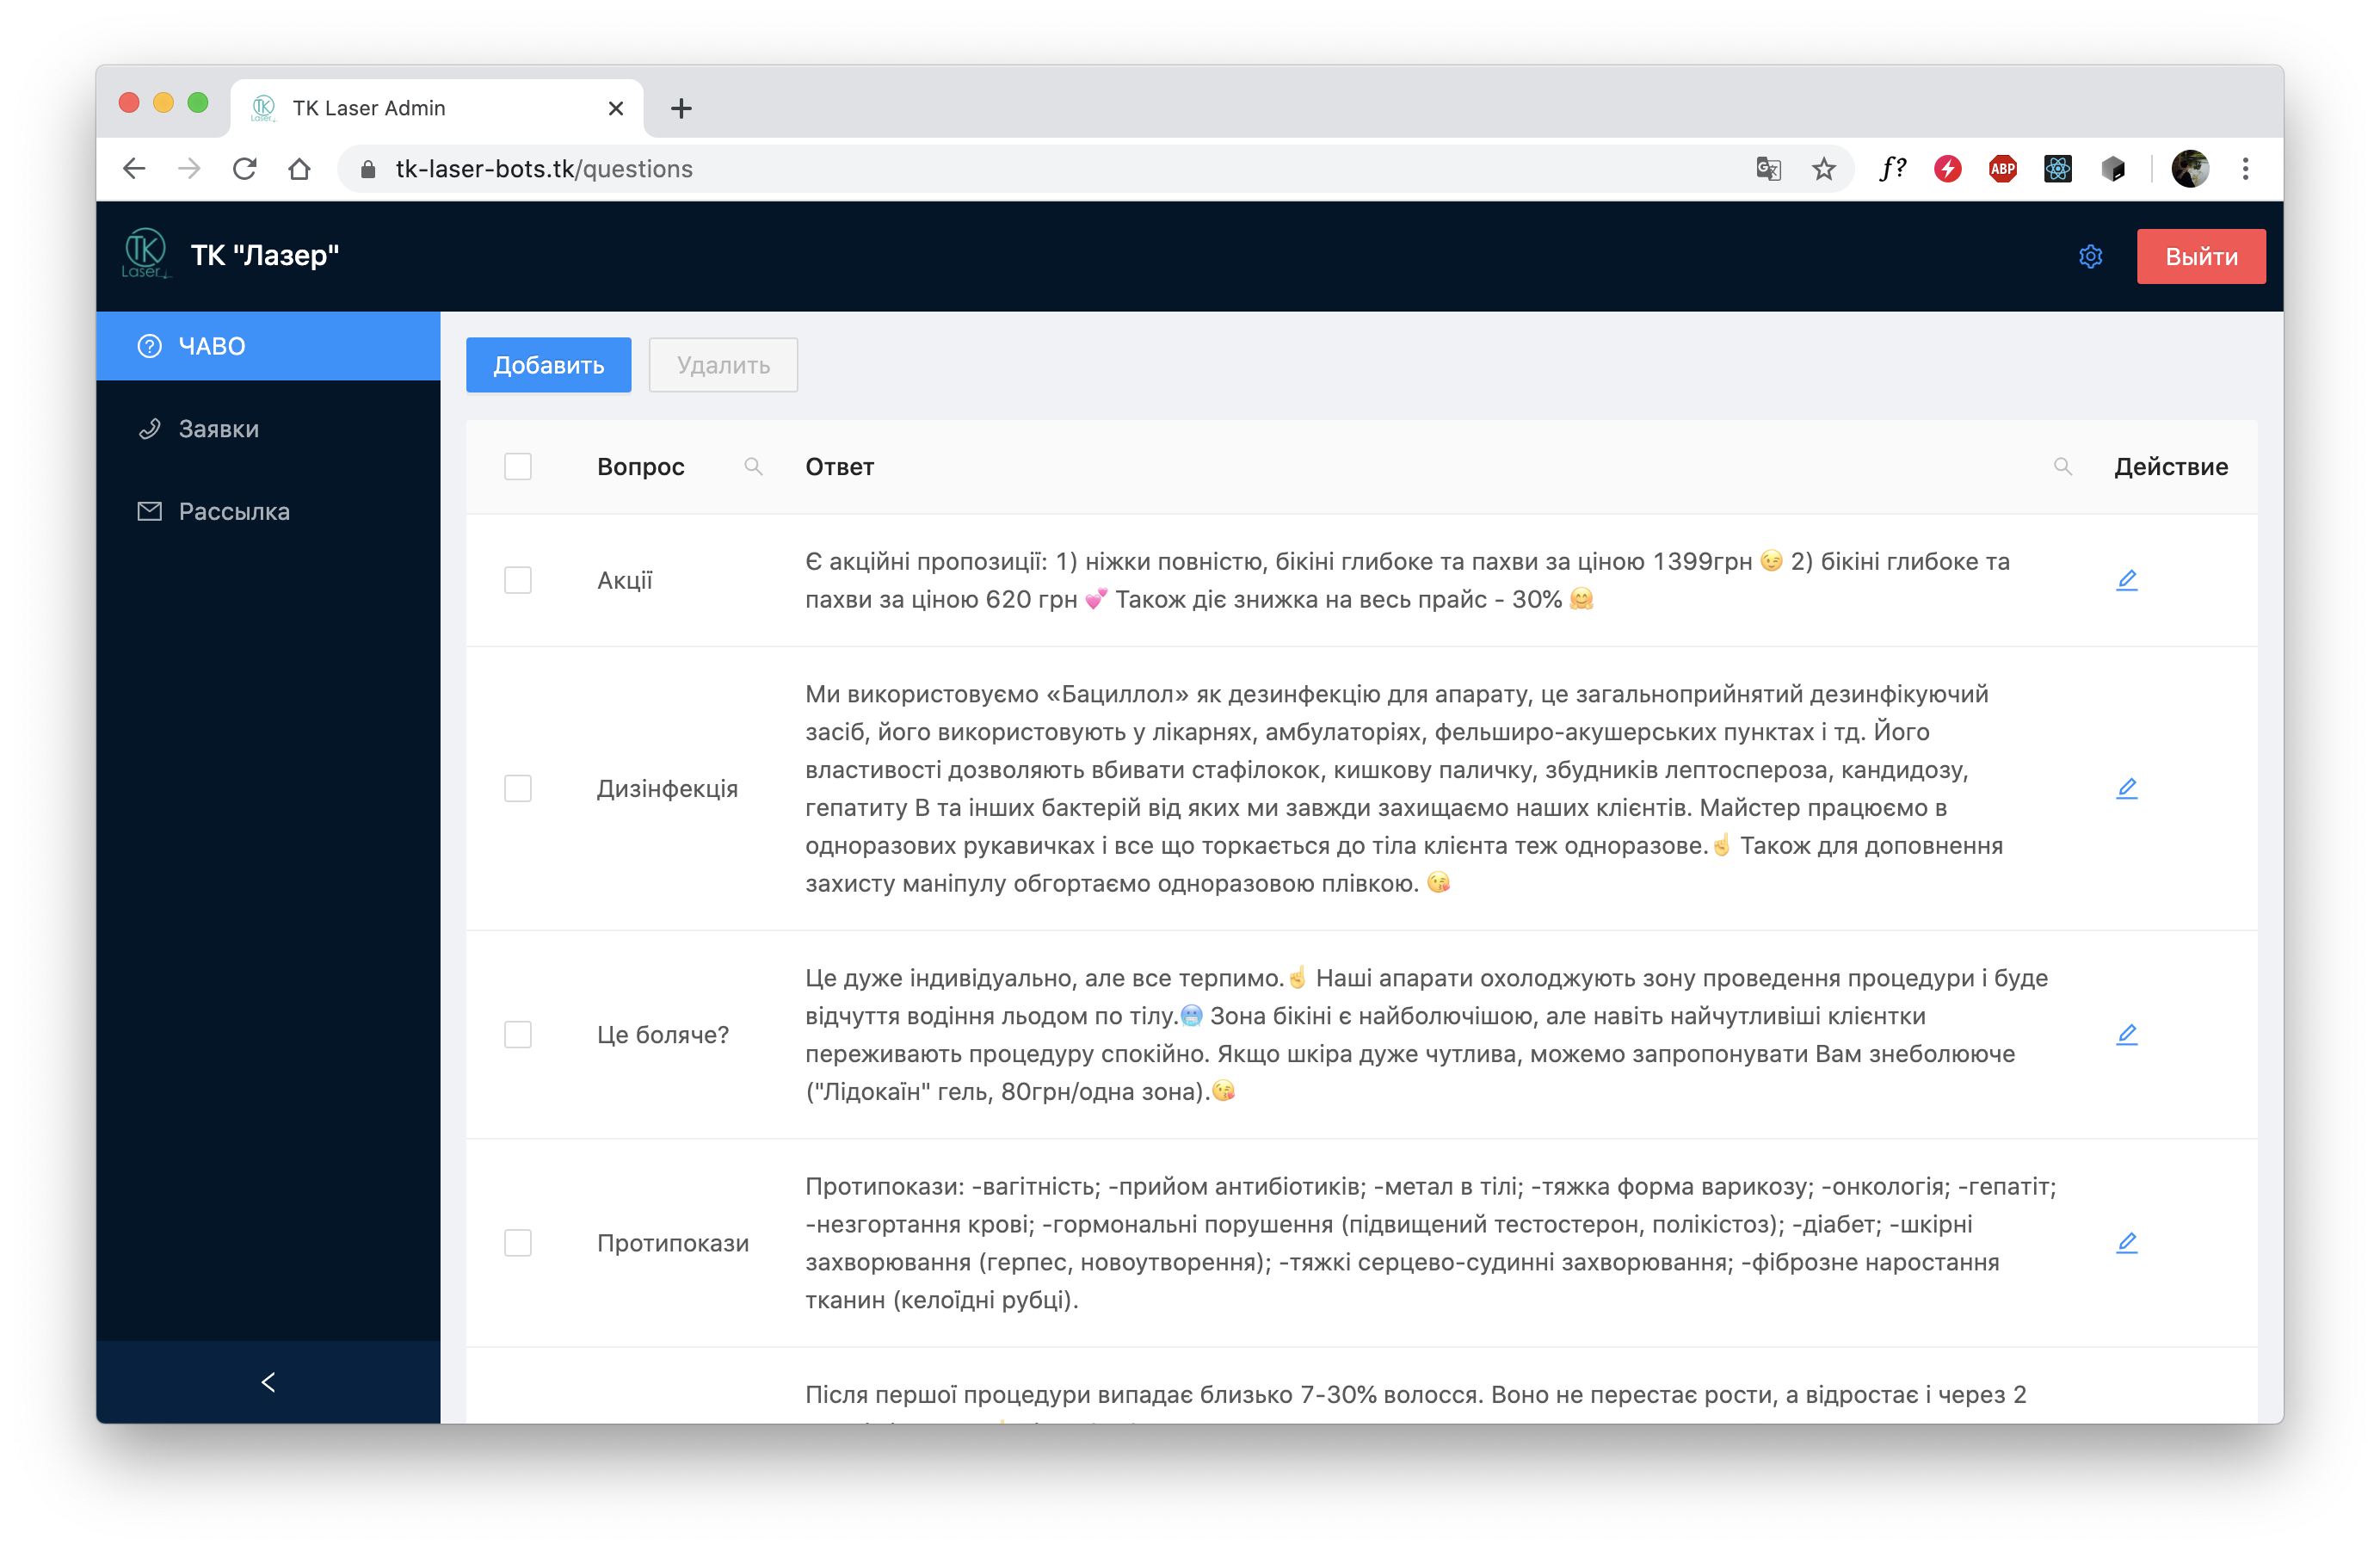 TK Laser Admin
tk-laser-bots.tk/questions
f?
ABP
TK
Laser
ТК "Лазер"
Выйти
ЧАВО
Заявки
Рассылка
Добавить
Удалить
Вопрос
Ответ
Действие
Акції
Є акційні пропозиції: 1) ніжки повністю, бікіні глибоке та пахви за ціною 1399грн 😉 2) бікіні глибоке та
пахви за ціною 620 грн 💕 Також діє знижка на весь прайс - 30% 🤗
Дизінфекція
Ми використовуємо «Бациллол» як дезинфекцію для апарату, це загальноприйнятий дезинфікуючий
засіб, його використовують у лікарнях, амбулаторіях, фельширо-акушерських пунктах і тд. Його
властивості дозволяють вбивати стафілокок, кишкову паличку, збудників лептоспероза, кандидозу,
гепатиту В та інших бактерій від яких ми завжди захищаємо наших клієнтів. Майстер працюємо в
одноразових рукавичках і все що торкається до тіла клієнта теж одноразове.☝️ Також для доповнення
захисту маніпулу обгортаємо одноразовою плівкою. 😘
Це боляче?
Це дуже індивідуально, але все терпимо.☝️ Наші апарати охолоджують зону проведення процедури і буде
відчуття водіння льодом по тілу.🥶 Зона бікіні є найболючішою, але навіть найчутливіші клієнтки
переживають процедуру спокійно. Якщо шкіра дуже чутлива, можемо запропонувати Вам знеболююче
("Лідокаїн" гель, 80грн/одна зона).😘
Протипокази
Протипокази: -вагітність; -прийом антибіотиків; -метал в тілі; -тяжка форма варикозу; -онкологія; -гепатіт;
-незгортання крові; -гормональні порушення (підвищений тестостерон, полікістоз); -діабет; -шкірні
захворювання (герпес, новоутворення); -тяжкі серцево-судинні захворювання; -фіброзне наростання
тканин (келоїдні рубці).
Після першої процедури випадає близько 7-30% волосся. Воно не перестає рости, а відростає і через 2